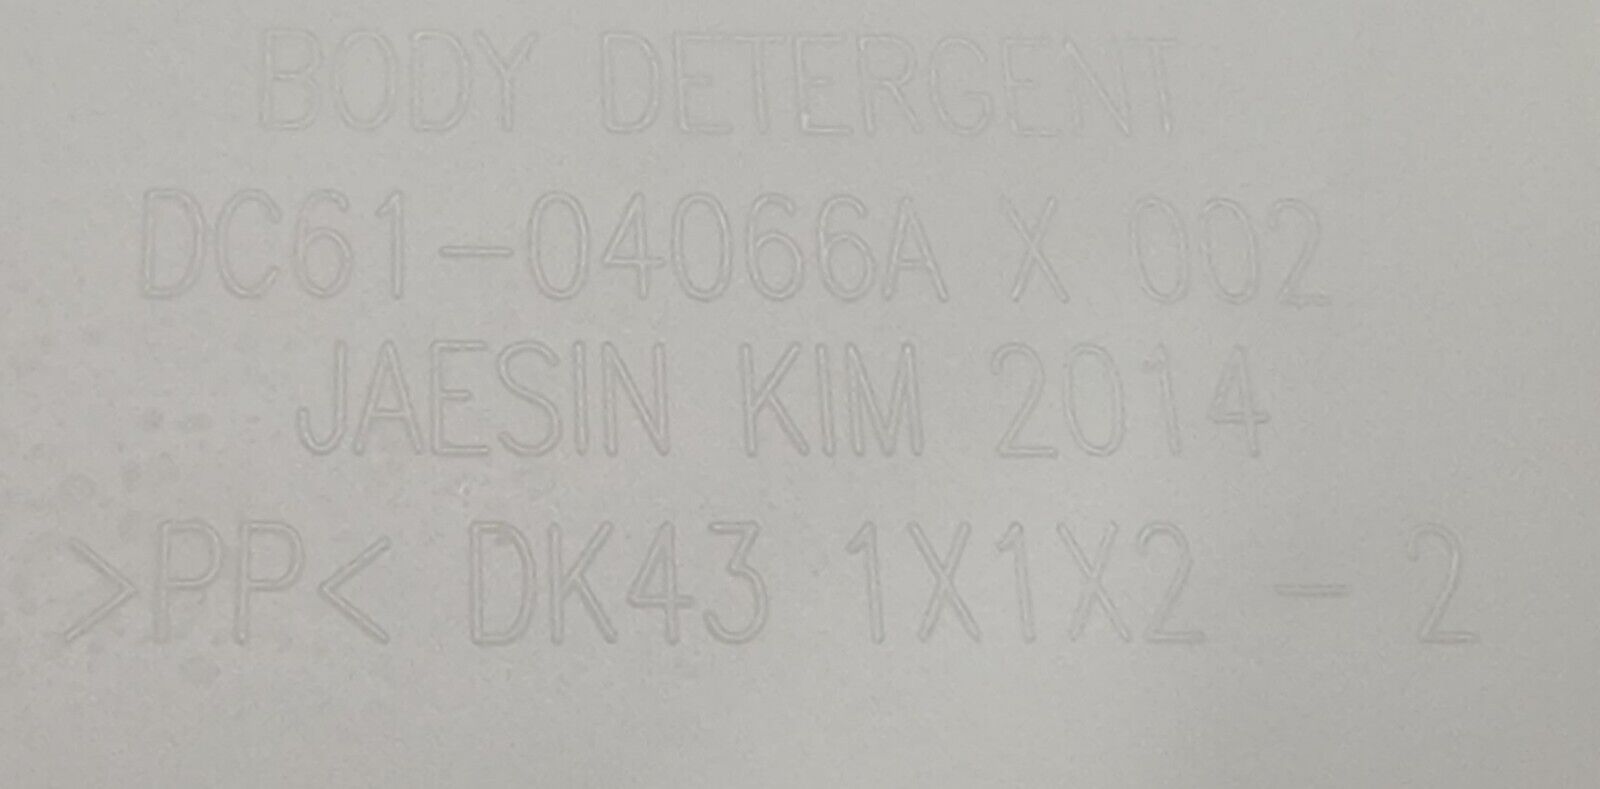 BODY DETERGENT
DC61-04066A X 002
JAESIN KIM 2014
>PP< DK43 1X1X2 - 2